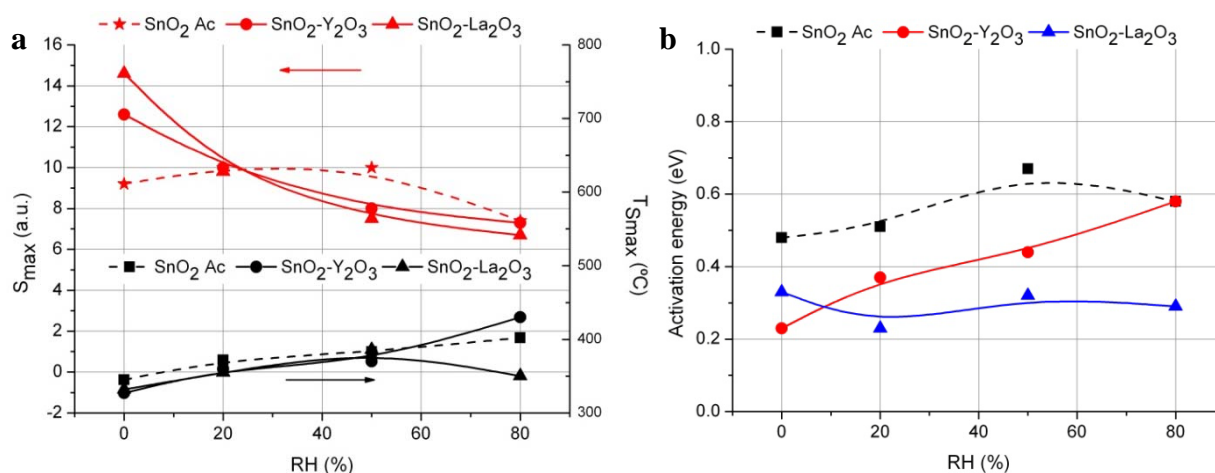 a
SnO2 Ac SnO2-Y2O3 SnO2-La2O3
16
14
12
10
8
6
4
2
0
-2
Smax (a.u.)
800
700
600
500
400
300
TSmax (ºC)
SnO2 Ac SnO2-Y2O3 SnO2-La2O3
0 20 40 60 80
RH (%)
b
SnO2 Ac SnO2-Y2O3 SnO2-La2O3
1.0
0.8
0.6
0.4
0.2
0.0
Activation energy (eV)
0 20 40 60 80
RH (%)